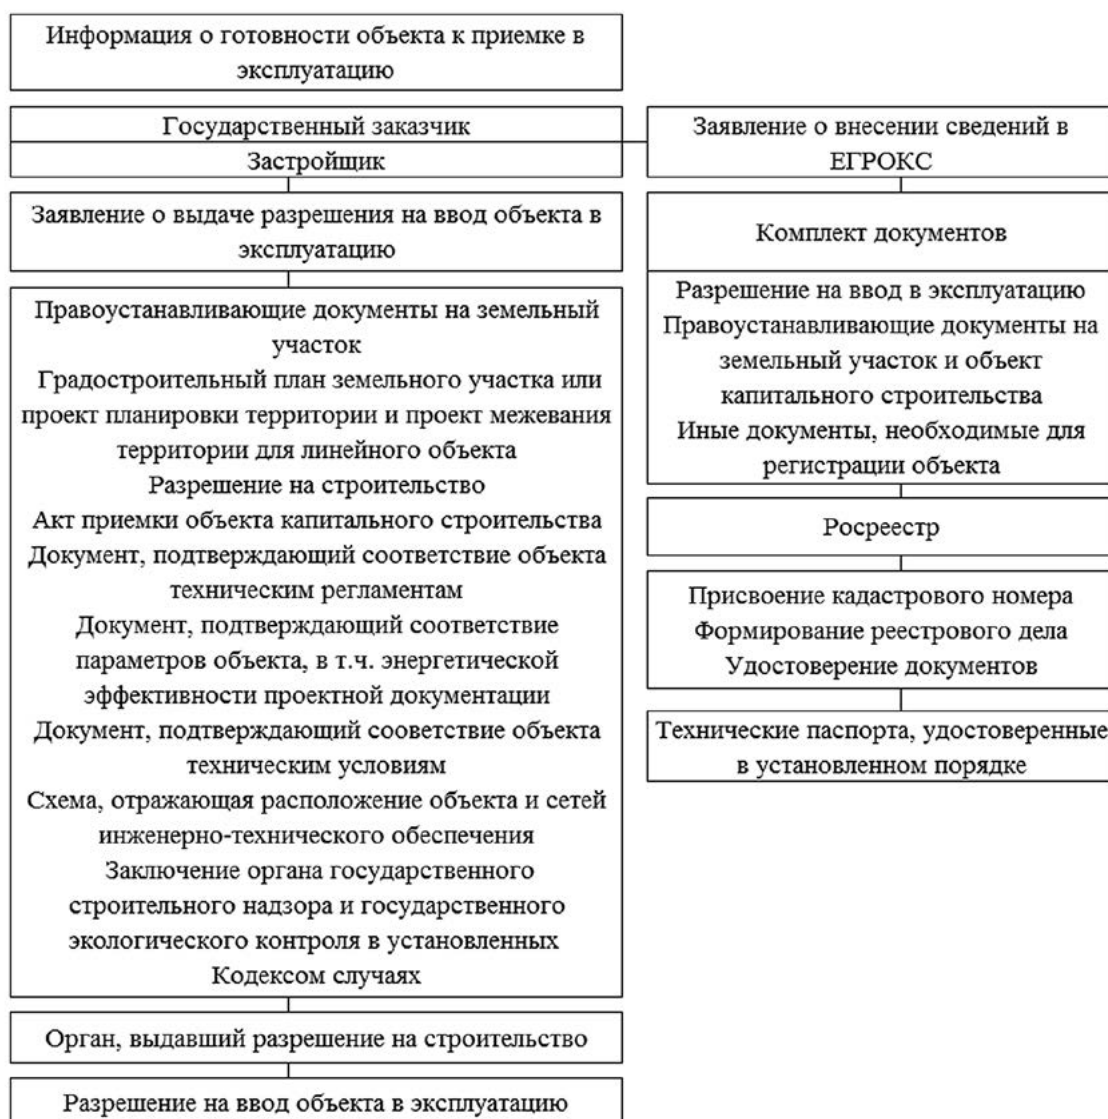 Информация о готовности объекта к приемке в
эксплуатацию
Государственный заказчик
Застройщик
Заявление о выдаче разрешения на ввод объекта в
эксплуатацию
Правоустанавливающие документы на земельный
участок
Градостроительный план земельного участка или
проект планировки территории и проект межевания
территории для линейного объекта
Разрешение на строительство
Акт приемки объекта капитального строительства
Документ, подтверждающий соответствие объекта
техническим регламентам
Документ, подтверждающий соответствие
параметров объекта, в т.ч. энергетической
эффективности проектной документации
Документ, подтверждающий сооветствие объекта
техническим условиям
Схема, отражающая расположение объекта и сетей
инженерно-технического обеспечения
Заключение органа государственного
строительного надзора и государственного
экологического контроля в установленных
Кодексом случаях
Орган, выдавший разрешение на строительство
Разрешение на ввод объекта в эксплуатацию
Заявление о внесении сведений в
ЕГРОКС
Комплект документов
Разрешение на ввод в эксплуатацию
Правоустанавливающие документы на
земельный участок и объект
капитального строительства
Иные документы, необходимые для
регистрации объекта
Росреестр
Присвоение кадастрового номера
Формирование реестрового дела
Удостоверение документов
Технические паспорта, удостоверенные
в установленном порядке